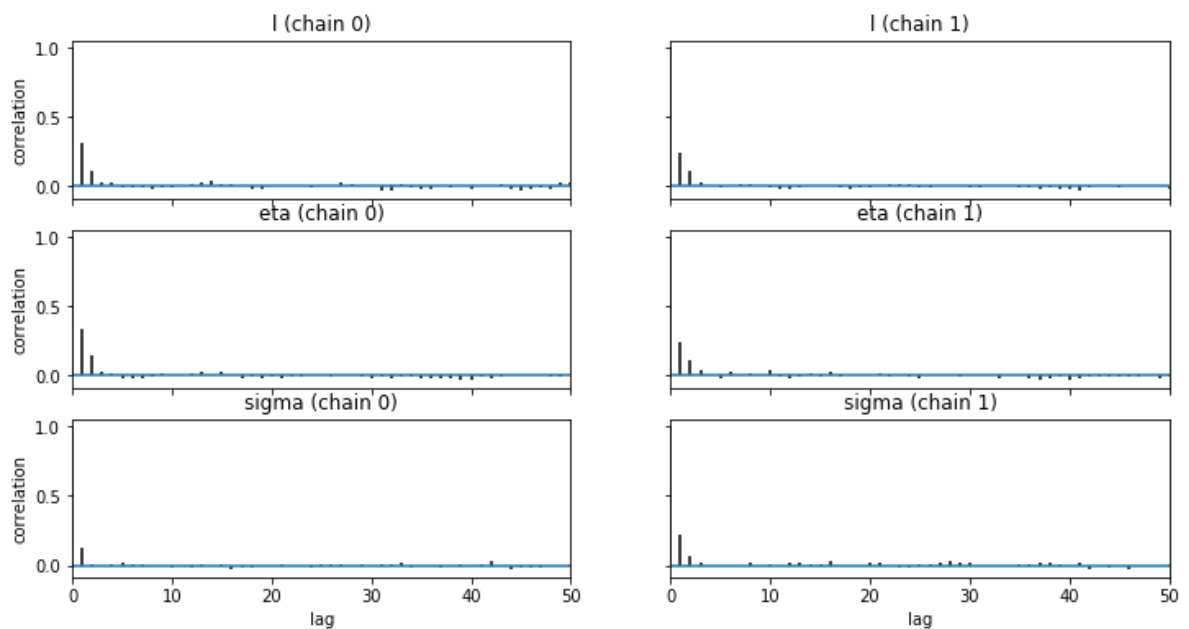 l (chain 0)
l (chain 1)
1.0
0.5
0.0
correlation
eta (chain 0)
eta (chain 1)
1.0
0.5
0.0
correlation
sigma (chain 0)
sigma (chain 1)
1.0
0.5
0.0
correlation
0 10 20 30 40 50
0 10 20 30 40 50
lag
lag